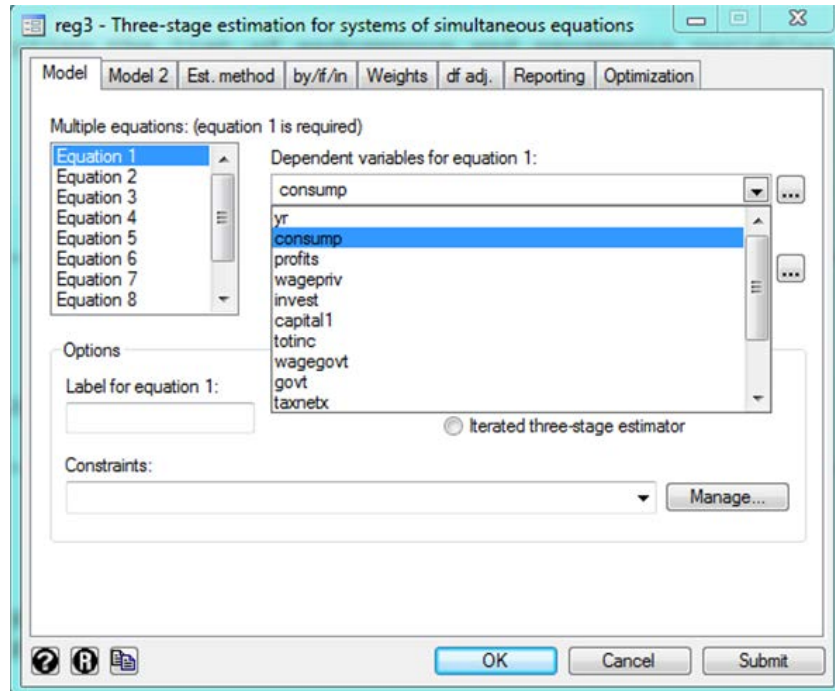 reg3 - Three-stage estimation for systems of simultaneous equations
Model Model 2 Est. method by/if/in Weights df adj. Reporting Optimization
Multiple equations: (equation 1 is required)
Equation 1
Equation 2
Equation 3
Equation 4
Equation 5
Equation 6
Equation 7
Equation 8
Dependent variables for equation 1:
consump
...
yr
consump
profits
wagepriv
invest
capital1
totinc
wagegovt
govt
taxnetx
...
Options
Label for equation 1:
Iterated three-stage estimator
Constraints:
Manage...
? R
OK Cancel Submit